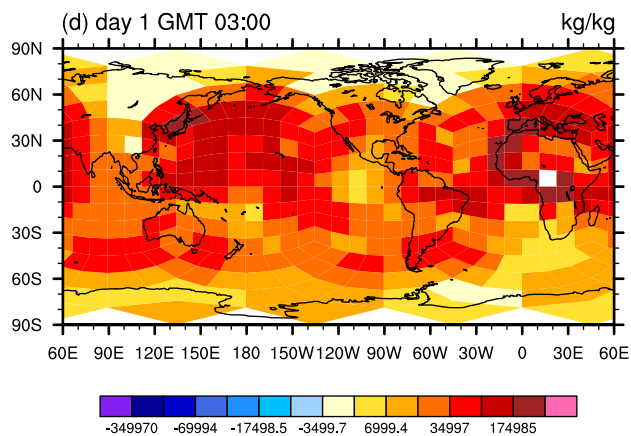 (d) day 1 GMT 03:00 kg/kg
90N
60N
30N
0
30S
60S
90S
60E 90E 120E 150E 180E 150W 120W 90W 60W 30W 0 30E 60E
-349970 -69994 -17498.5 -3499.7 6999.4 34997 174985